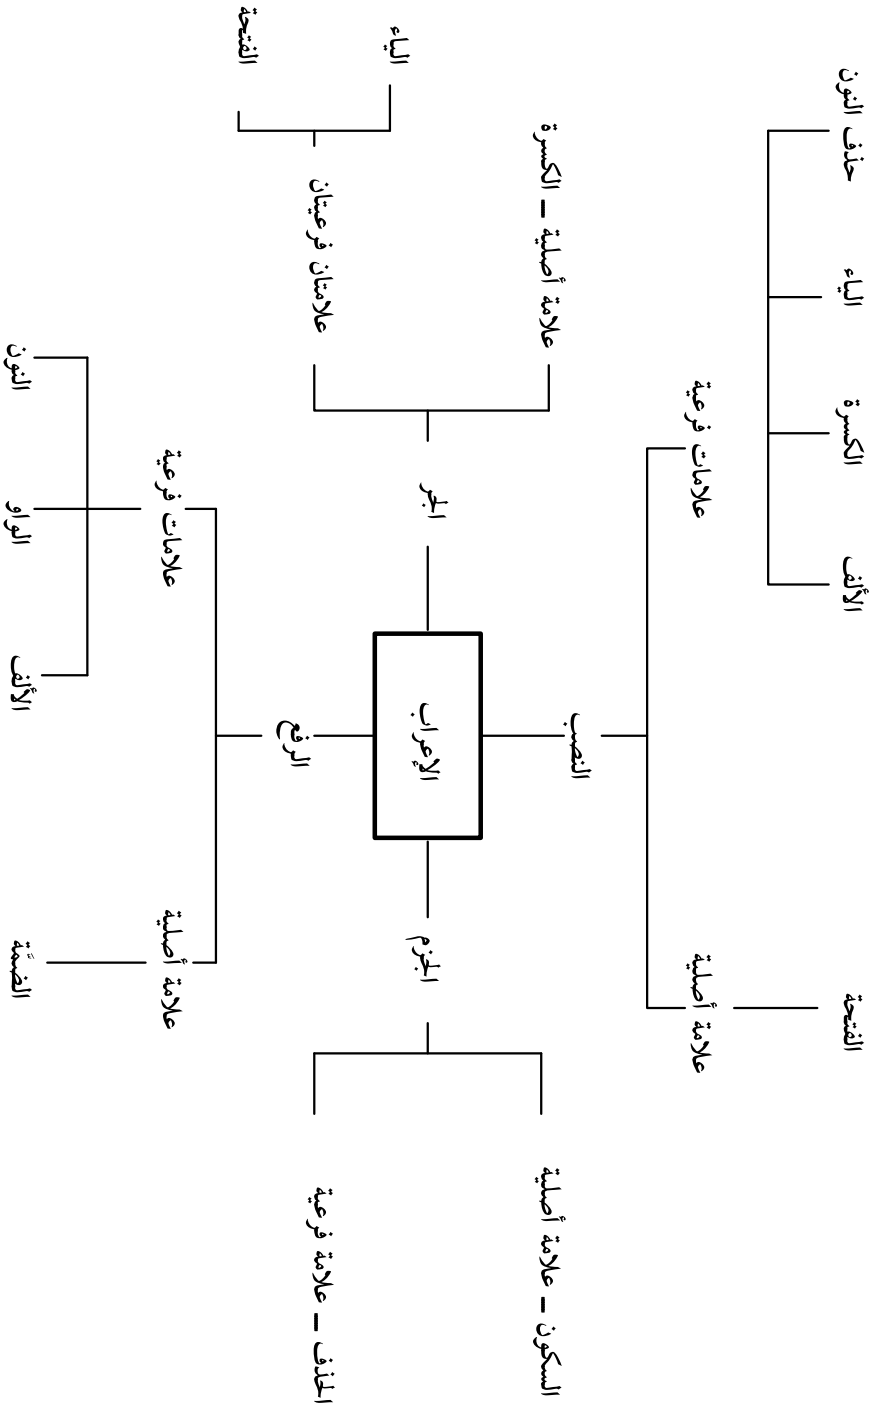 حذف النون
الياء
الكسرة
الألف
الفتحة
علامات فرعية
علامة أصلية
النصب
علامة أصلية – الكسرة
السكون – علامة أصلية
الياء
الجر
الإعراب
الجزم
علامتان فرعيتان
الحذف – علامة فرعية
الفتحة
الرفع
علامات فرعية
علامة أصلية
النون
الواو
الألف
الضمَّة